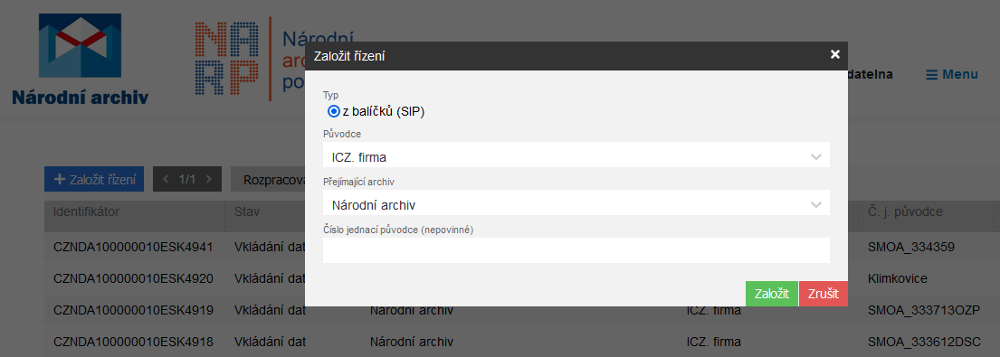 Národní archiv
NA
RP
Národní
arc
po
Založit řízení
datelna
Menu
Typ
z balíčků (SIP)
Původce
ICZ. firma
Přejímající archiv
Národní archiv
Číslo jednací původce (nepovinné)
Založit Zrušit
Založit řízení 1/1 Rozpracova
Identifikátor Stav Č. j. původce
CZNDA100000010ESK4941 Vkládání dat SMOA_334359
CZNDA100000010ESK4920 Vkládání dat Klimkovice
CZNDA100000010ESK4919 Vkládání dat Národní archiv ICZ. firma SMOA_333713OZP
CZNDA100000010ESK4918 Vkládání dat Národní archiv ICZ. firma SMOA_333612DSC